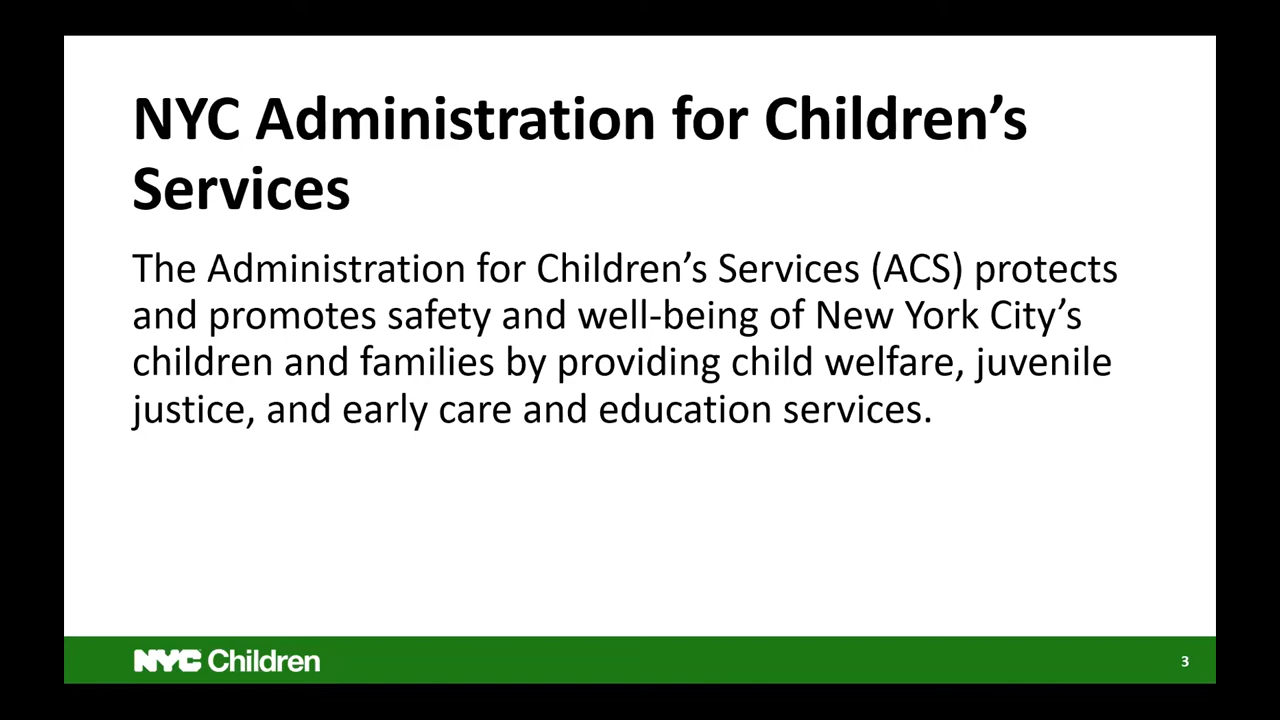 NYC Administration for Children’s
Services
The Administration for Children’s Services (ACS) protects
and promotes safety and well-being of New York City’s
children and families by providing child welfare, juvenile
justice, and early care and education services.
NYC Children
3